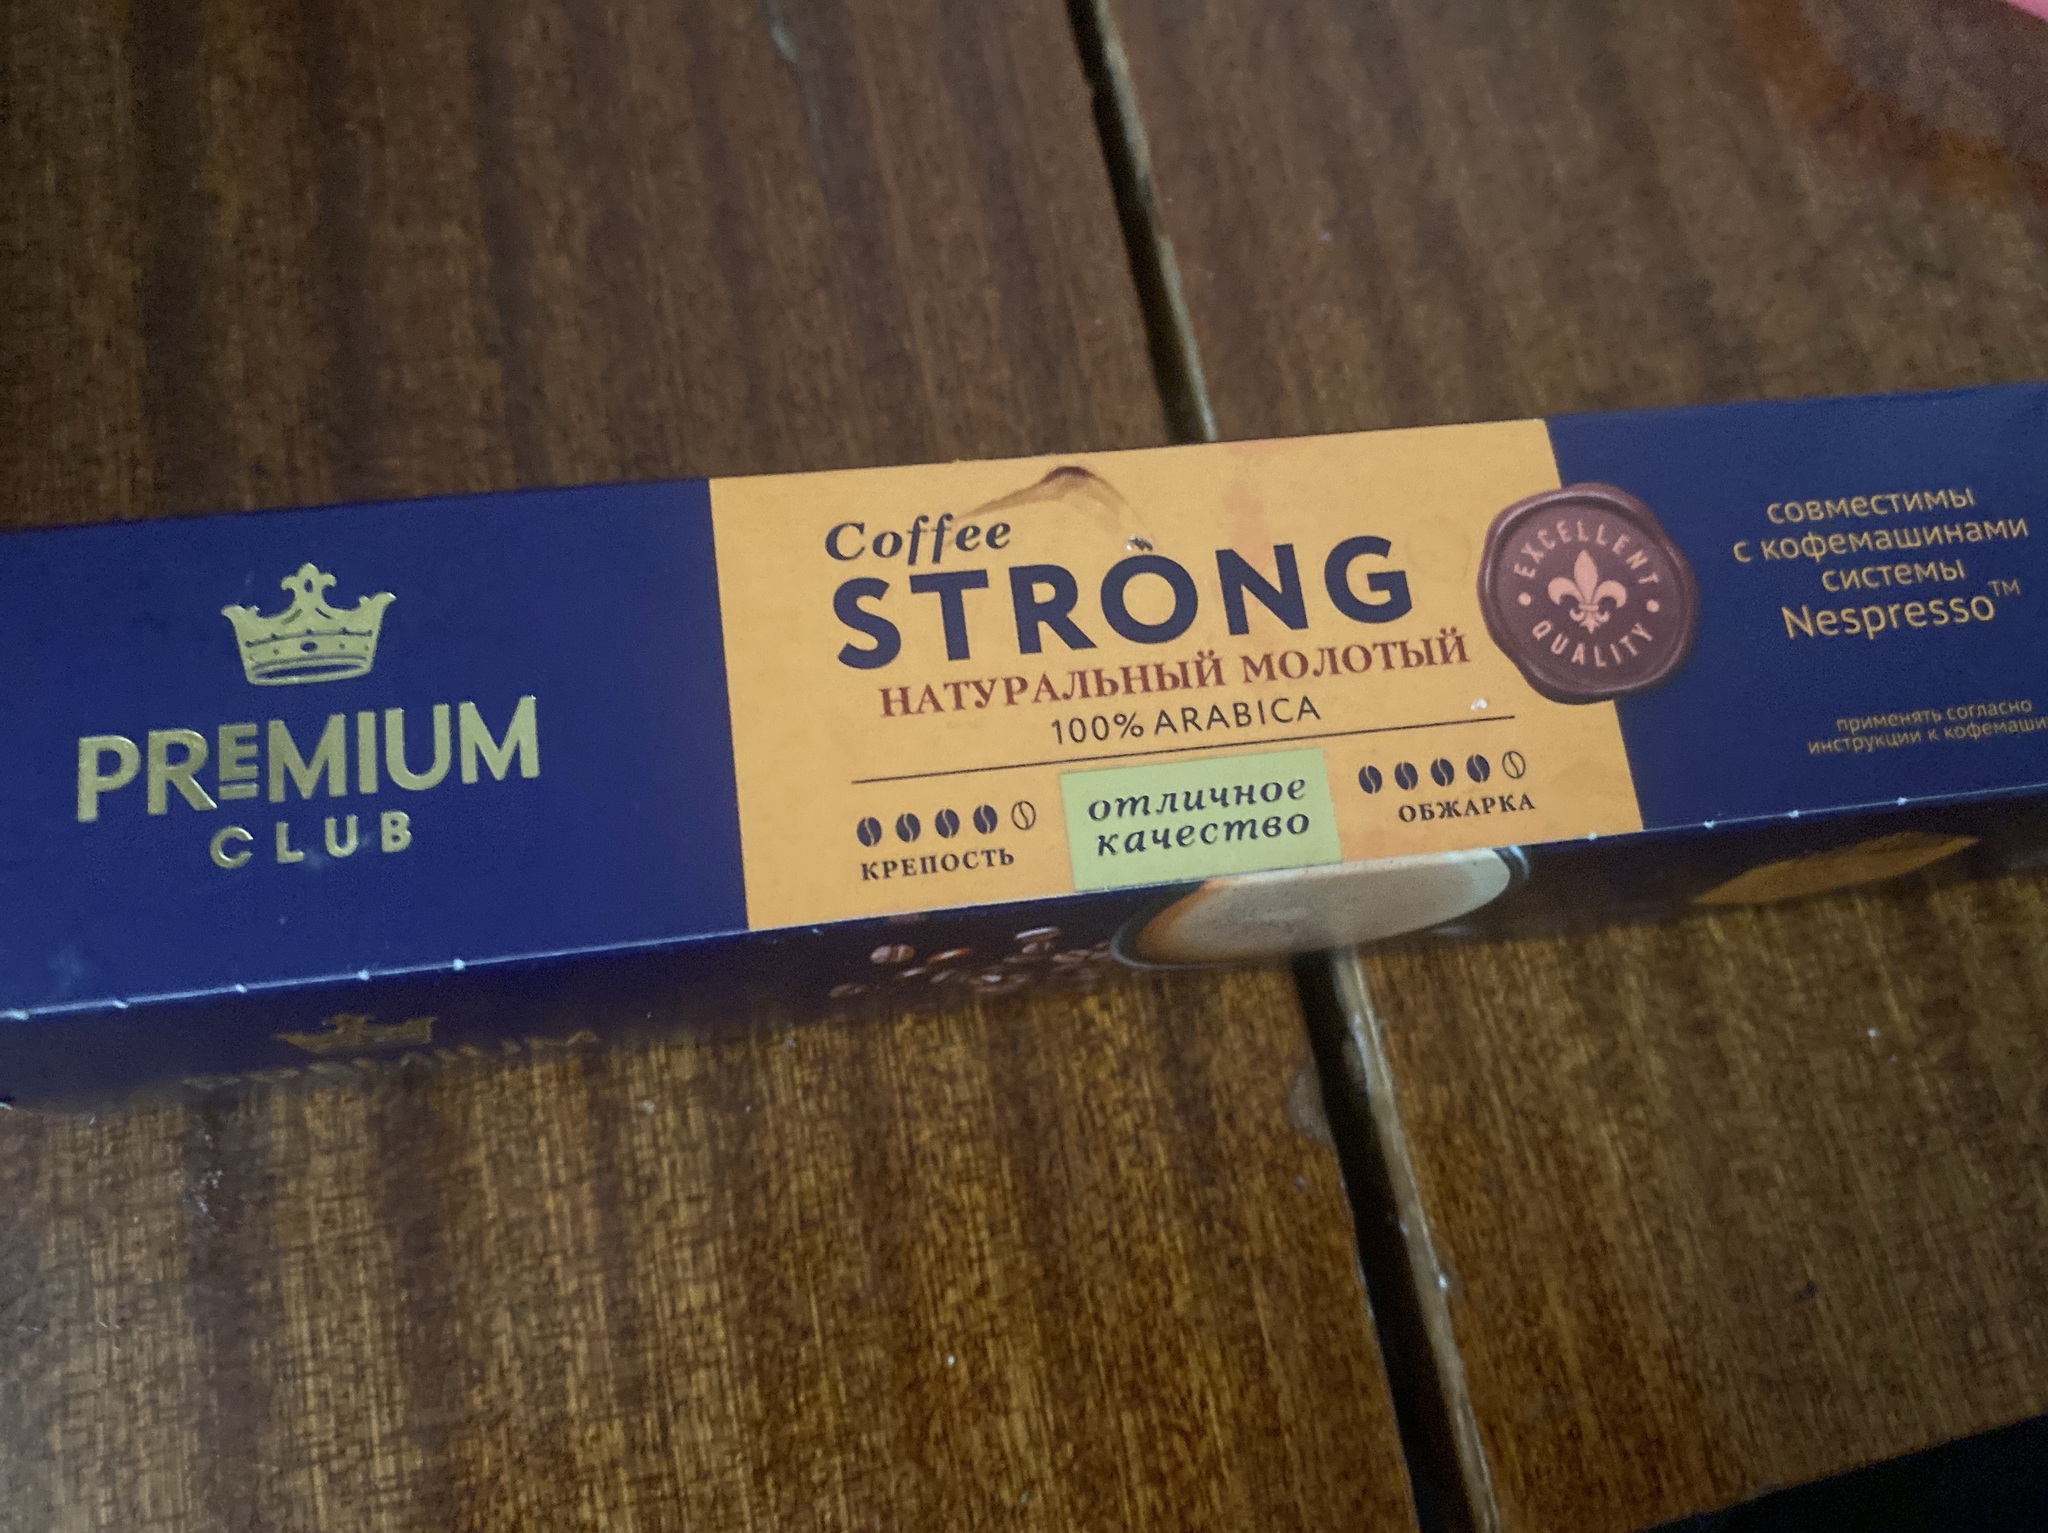 PREMIUM
CLUB
Coffee
STRONG
НАТУРАЛЬНЫЙ МОЛОТЫЙ
100% ARABICA
КРЕПОСТЬ
отличное
качество
ОБЖАРКА
EXCELLENT
QUALITY
совместимы
с кофемашинами
системы
Nespresso™
применять согласно
инструкции к